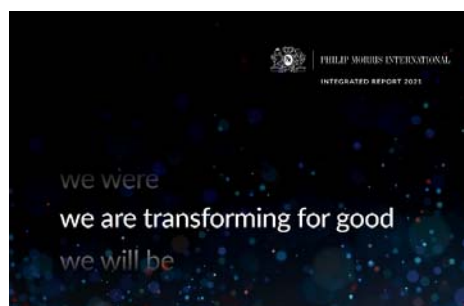 PHILIP MORRIS INTERNATIONAL
INTEGRATED REPORT 2021
we were
we are transforming for good
we will be